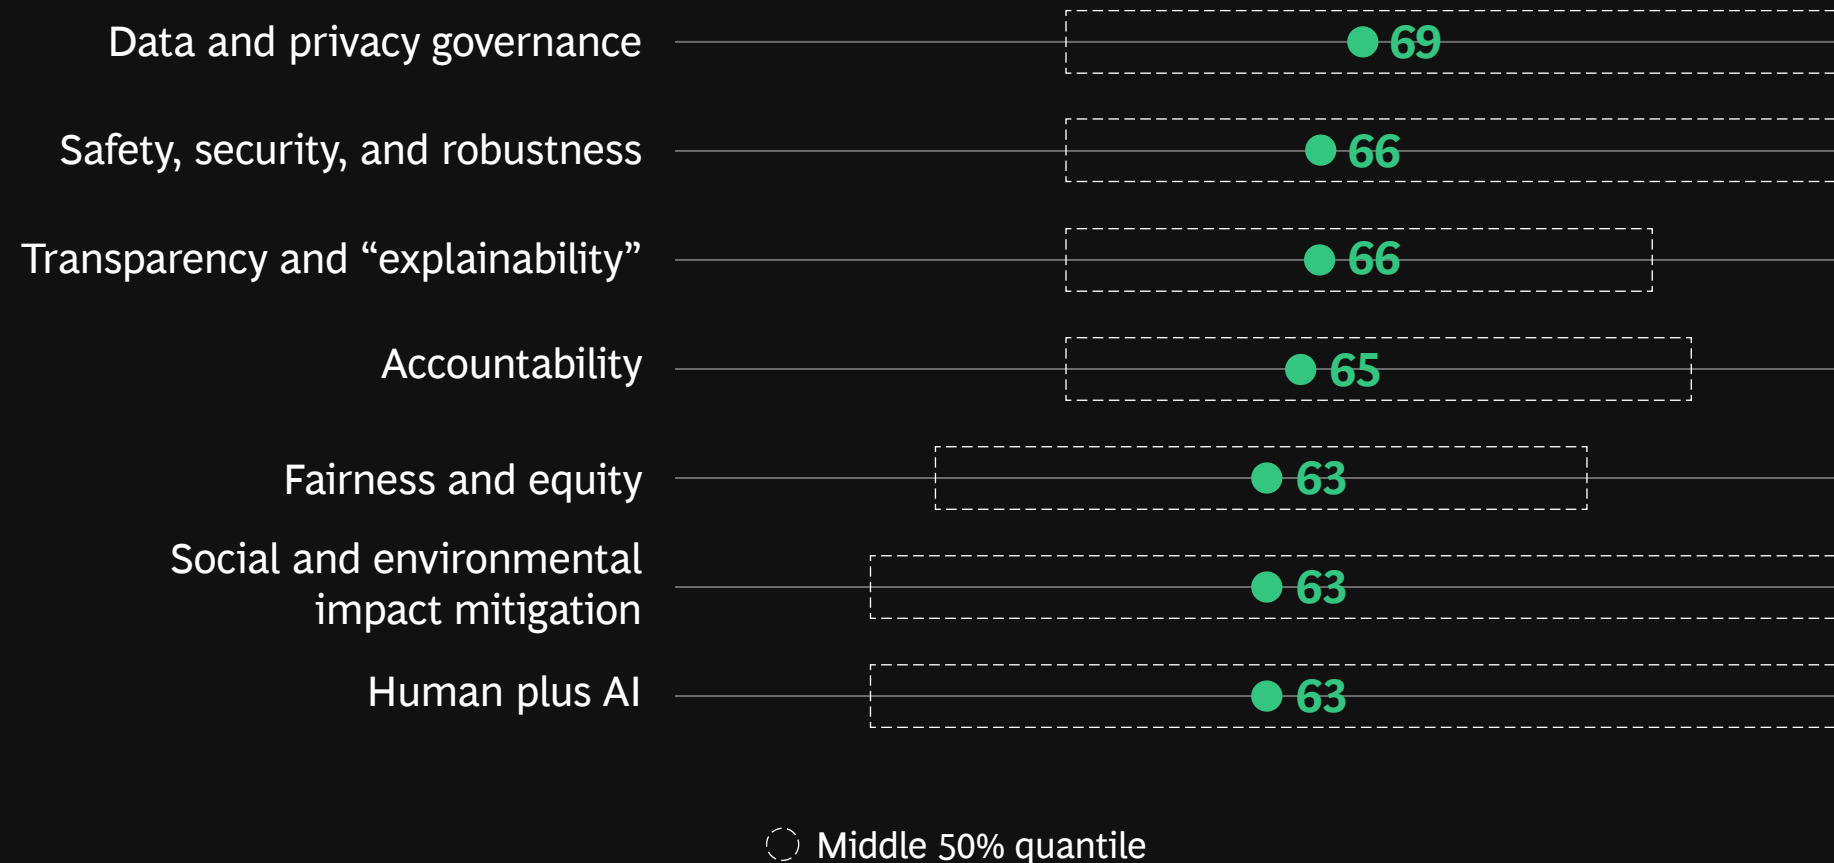 Data and privacy governance 69
Safety, security, and robustness 66
Transparency and “explainability” 66
Accountability 65
Fairness and equity 63
Social and environmental
impact mitigation 63
Human plus AI 63
Middle 50% quantile